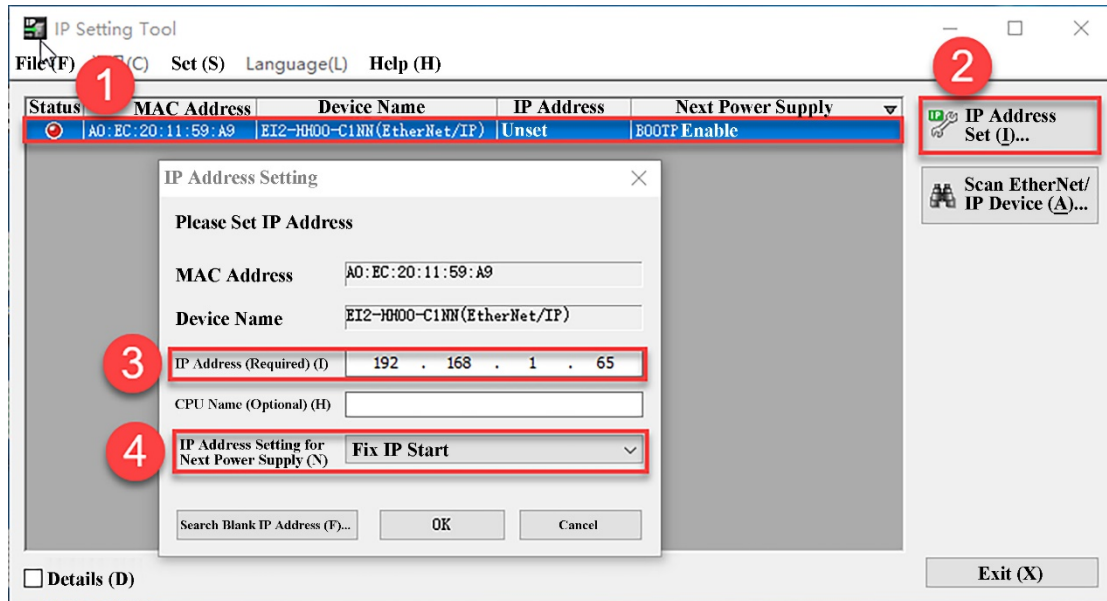 IP Setting Tool
File (F) (C) Set (S) Language(L) Help (H)
1
2
Status MAC Address Device Name IP Address Next Power Supply
A0:EC:20:11:59:A9 EI2-HH00-C1NN(EtherNet/IP) Unset BOOTP Enable
IP Address
Set (I)...
Scan EtherNet/
IP Device (A)...
IP Address Setting
Please Set IP Address
MAC Address A0:EC:20:11:59:A9
Device Name EI2-HH00-C1NN(EtherNet/IP)
3
IP Address (Required) (I) 192 . 168 . 1 . 65
CPU Name (Optional) (H)
4
IP Address Setting for
Next Power Supply (N)
Fix IP Start
Search Blank IP Address (F)... OK Cancel
Details (D)
Exit (X)